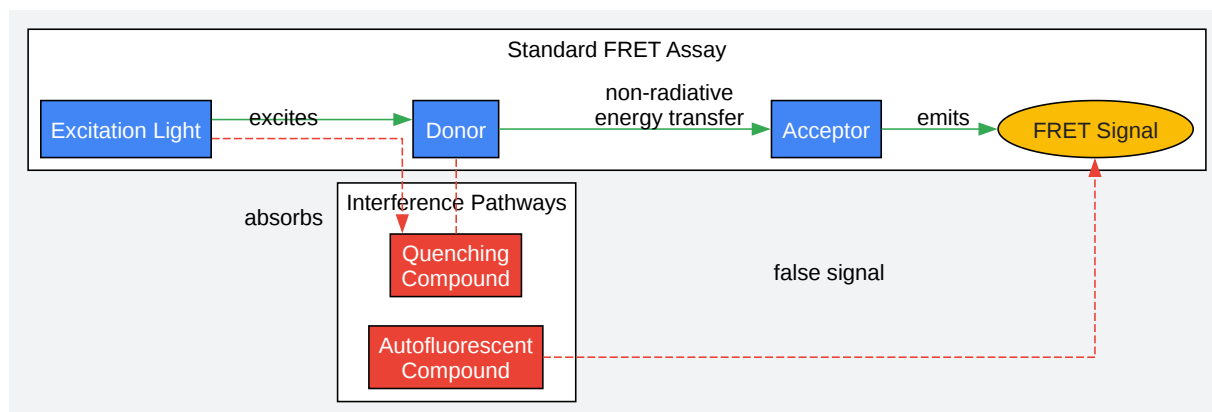 Standard FRET Assay
non-radiative
energy transfer
Excitation Light
excites
Donor
Acceptor
emits
FRET Signal
Interference Pathways
absorbs
Quenching
Compound
false signal
Autofluorescent
Compound